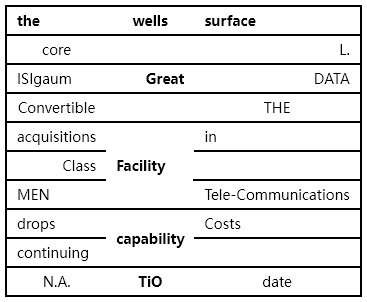 the wells surface
core L.
ISIgaum Great DATA
Convertible THE
acquisitions in
Class Facility
MEN Tele-Communications
drops Costs
capability
continuing
N.A. TiO date